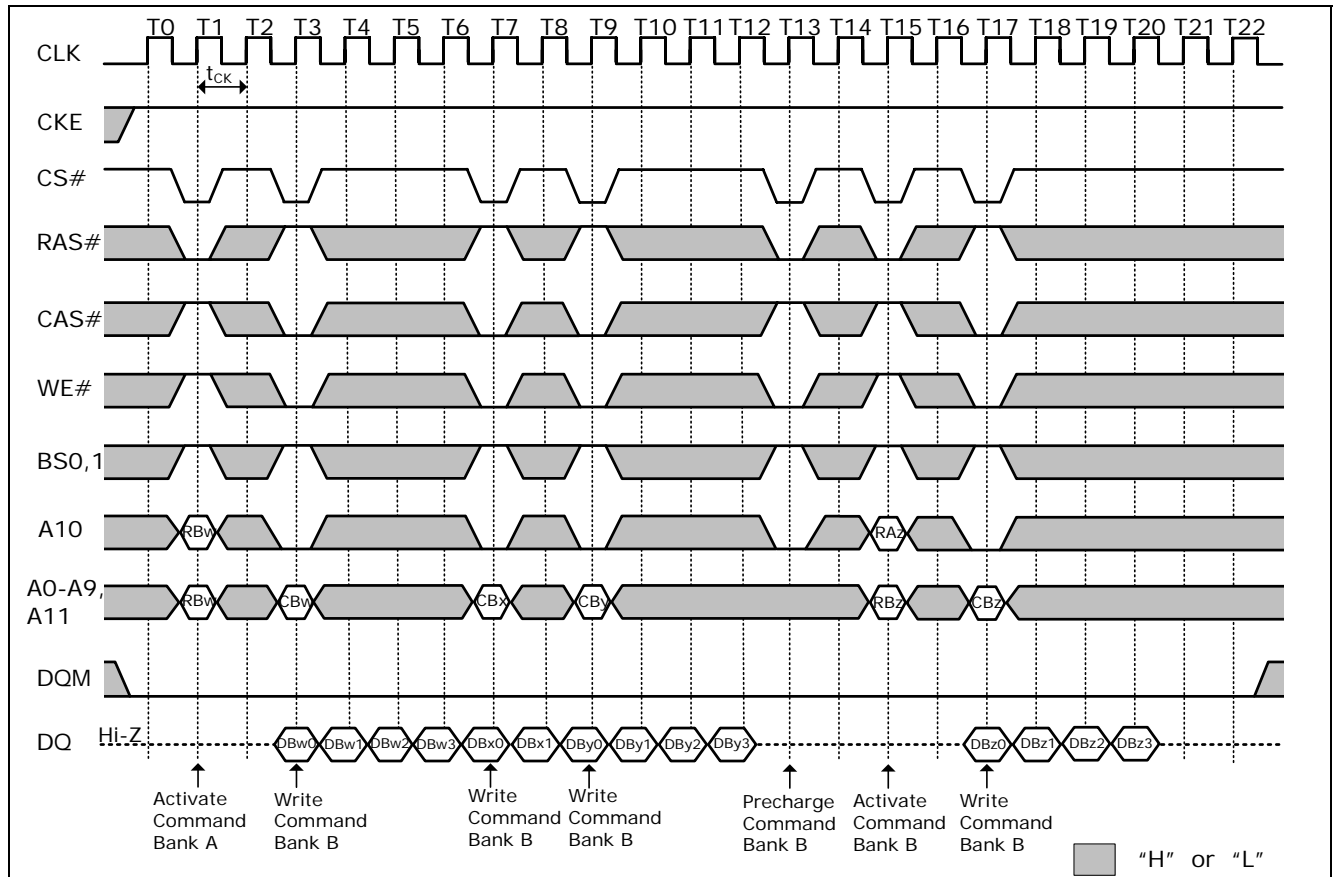 T0 T1 T2 T3 T4 T5 T6 T7 T8 T9 T10 T11 T12 T13 T14 T15 T16 T17 T18 T19 T20 T21 T22
CLK
tCK
CKE
CS#
RAS#
CAS#
WE#
BS0,1
A10 RBw RAz
A0-A9,
A11
RBw CBw CBx CBy RBz CBz
DQM
DQ Hi-Z DBw0 DBw1 DBw2 DBw3 DBx0 DBx1 DBy0 DBy1 DBy2 DBy3 DBz0 DBz1 DBz2 DBz3
Activate
Command
Bank A
Write
Command
Bank B
Write
Command
Bank B
Write
Command
Bank B
Precharge
Command
Bank B
Activate
Command
Bank B
Write
Command
Bank B
"H" or "L"